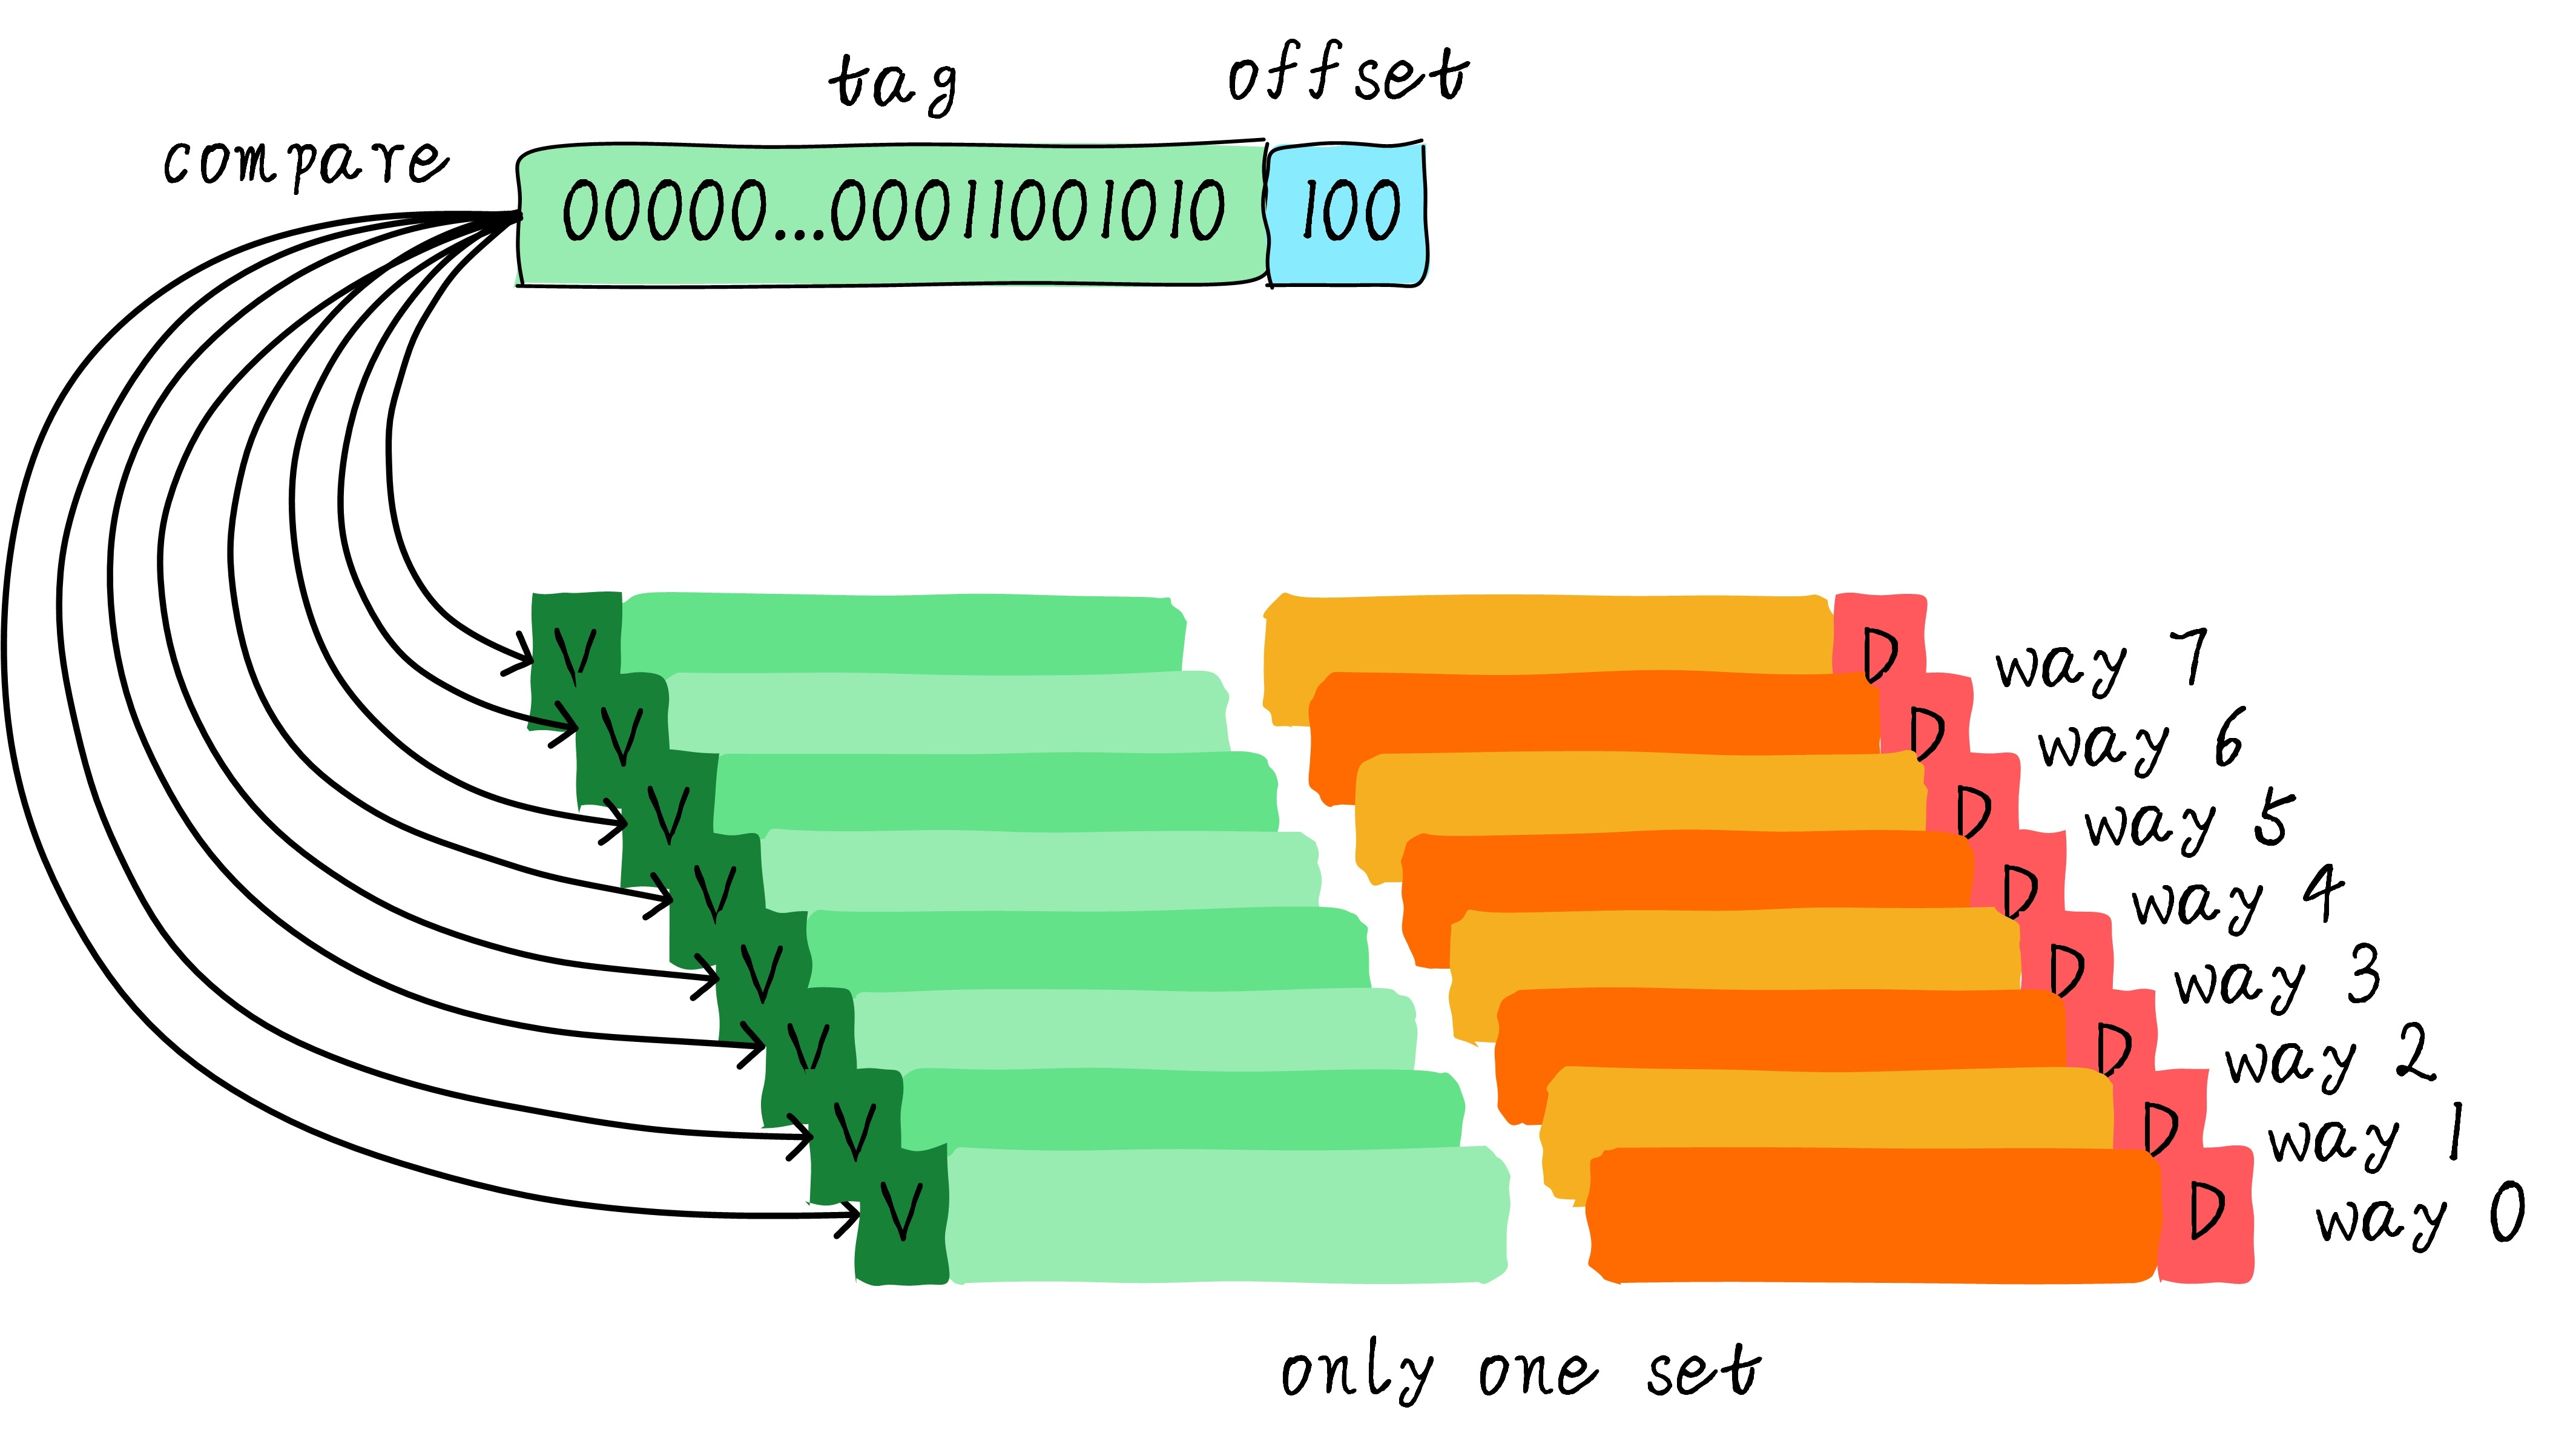 tag offset
compare
00000...00011001010 100
V D way 7
V D way 6
V D way 5
V D way 4
V D way 3
V D way 2
V D way 1
V D way 0
only one set